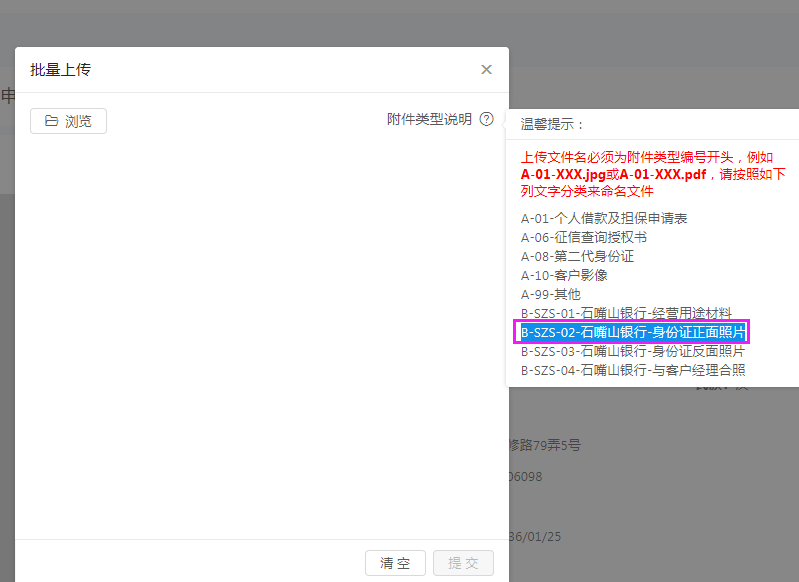 批量上传
申
浏览
附件类型说明
温馨提示：
上传文件名必须为附件类型编号开头，例如
A-01-XXX.jpg或A-01-XXX.pdf，请按照如下
列文字分类来命名文件
A-01-个人借款及担保申请表
A-06-征信查询授权书
A-08-第二代身份证
A-10-客户影像
A-99-其他
B-SZS-01-石嘴山银行-经营用途材料
B-SZS-02-石嘴山银行-身份证正面照片
B-SZS-03-石嘴山银行-身份证反面照片
B-SZS-04-石嘴山银行-与客户经理合照
修路79弄5号
06098
36/01/25
清 空
提 交